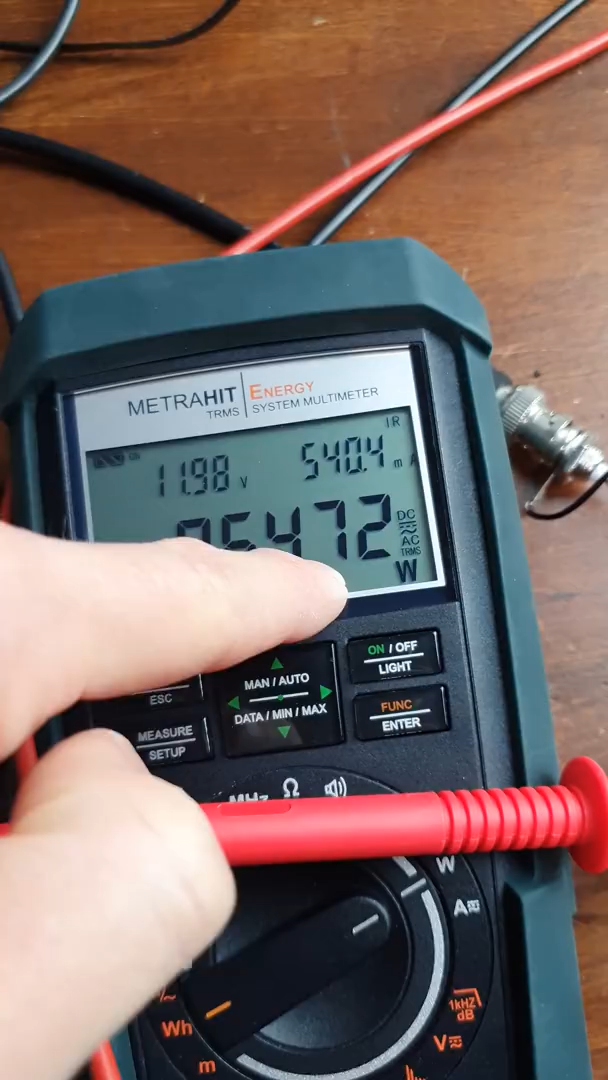 METRAHIT ENERGY
TRMS SYSTEM MULTIMETER
IR
11.98 V 540.4 m
6472
DC
AC
TRMS
W
ON / OFF
LIGHT
MAN / AUTO
ESC
DATA / MIN / MAX
FUNC
ENTER
MEASURE
SETUP
MHz Ω
W
A
1kHz
dB
Wh
V
m